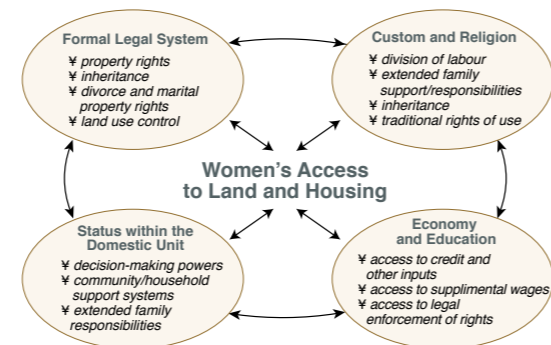 Formal Legal System
¥ property rights
¥ inheritance
¥ divorce and marital
property rights
¥ land use control
Custom and Religion
¥ division of labour
¥ extended family
support/responsibilities
¥ inheritance
¥ traditional rights of use
Women's Access
to Land and Housing
Status within the
Domestic Unit
¥ decision-making powers
¥ community/household
support systems
¥ extended family
responsibilities
Economy
and Education
¥ access to credit and
other inputs
¥ access to supplimental wages
¥ access to legal
enforcement of rights